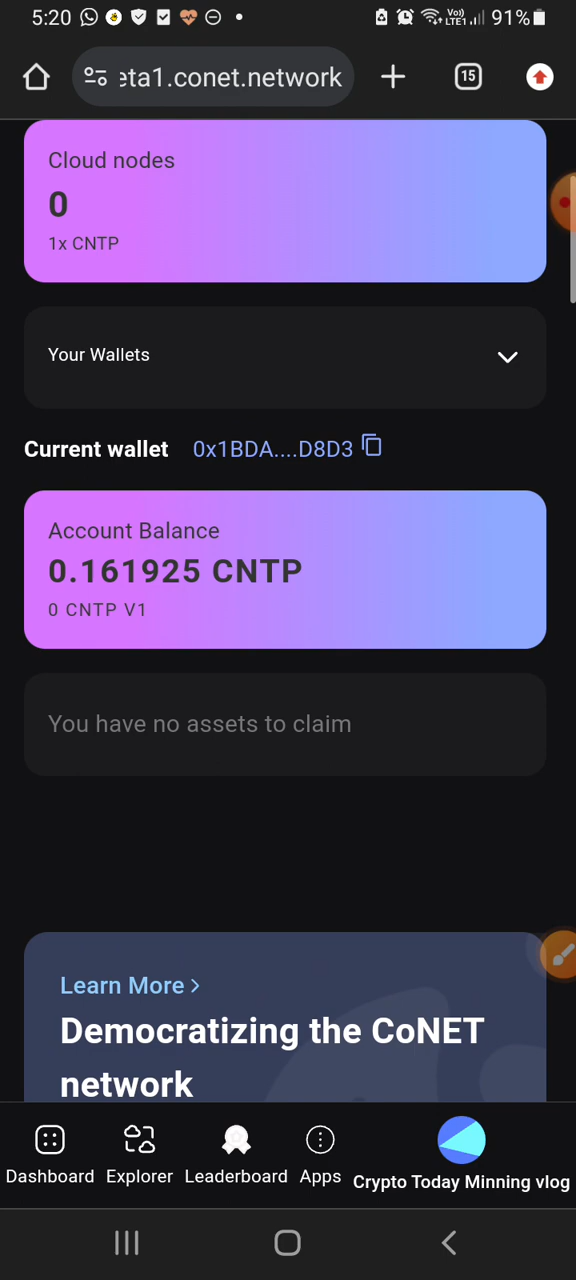 5:20
Vo)) LTE1 91%
eta1.conet.network
15
Cloud nodes
0
1x CNTP
Your Wallets
Current wallet 0x1BDA....D8D3
Account Balance
0.161925 CNTP
0 CNTP V1
You have no assets to claim
Learn More >
Democratizing the CoNET
network
Dashboard Explorer Leaderboard Apps Crypto Today Minning vlog